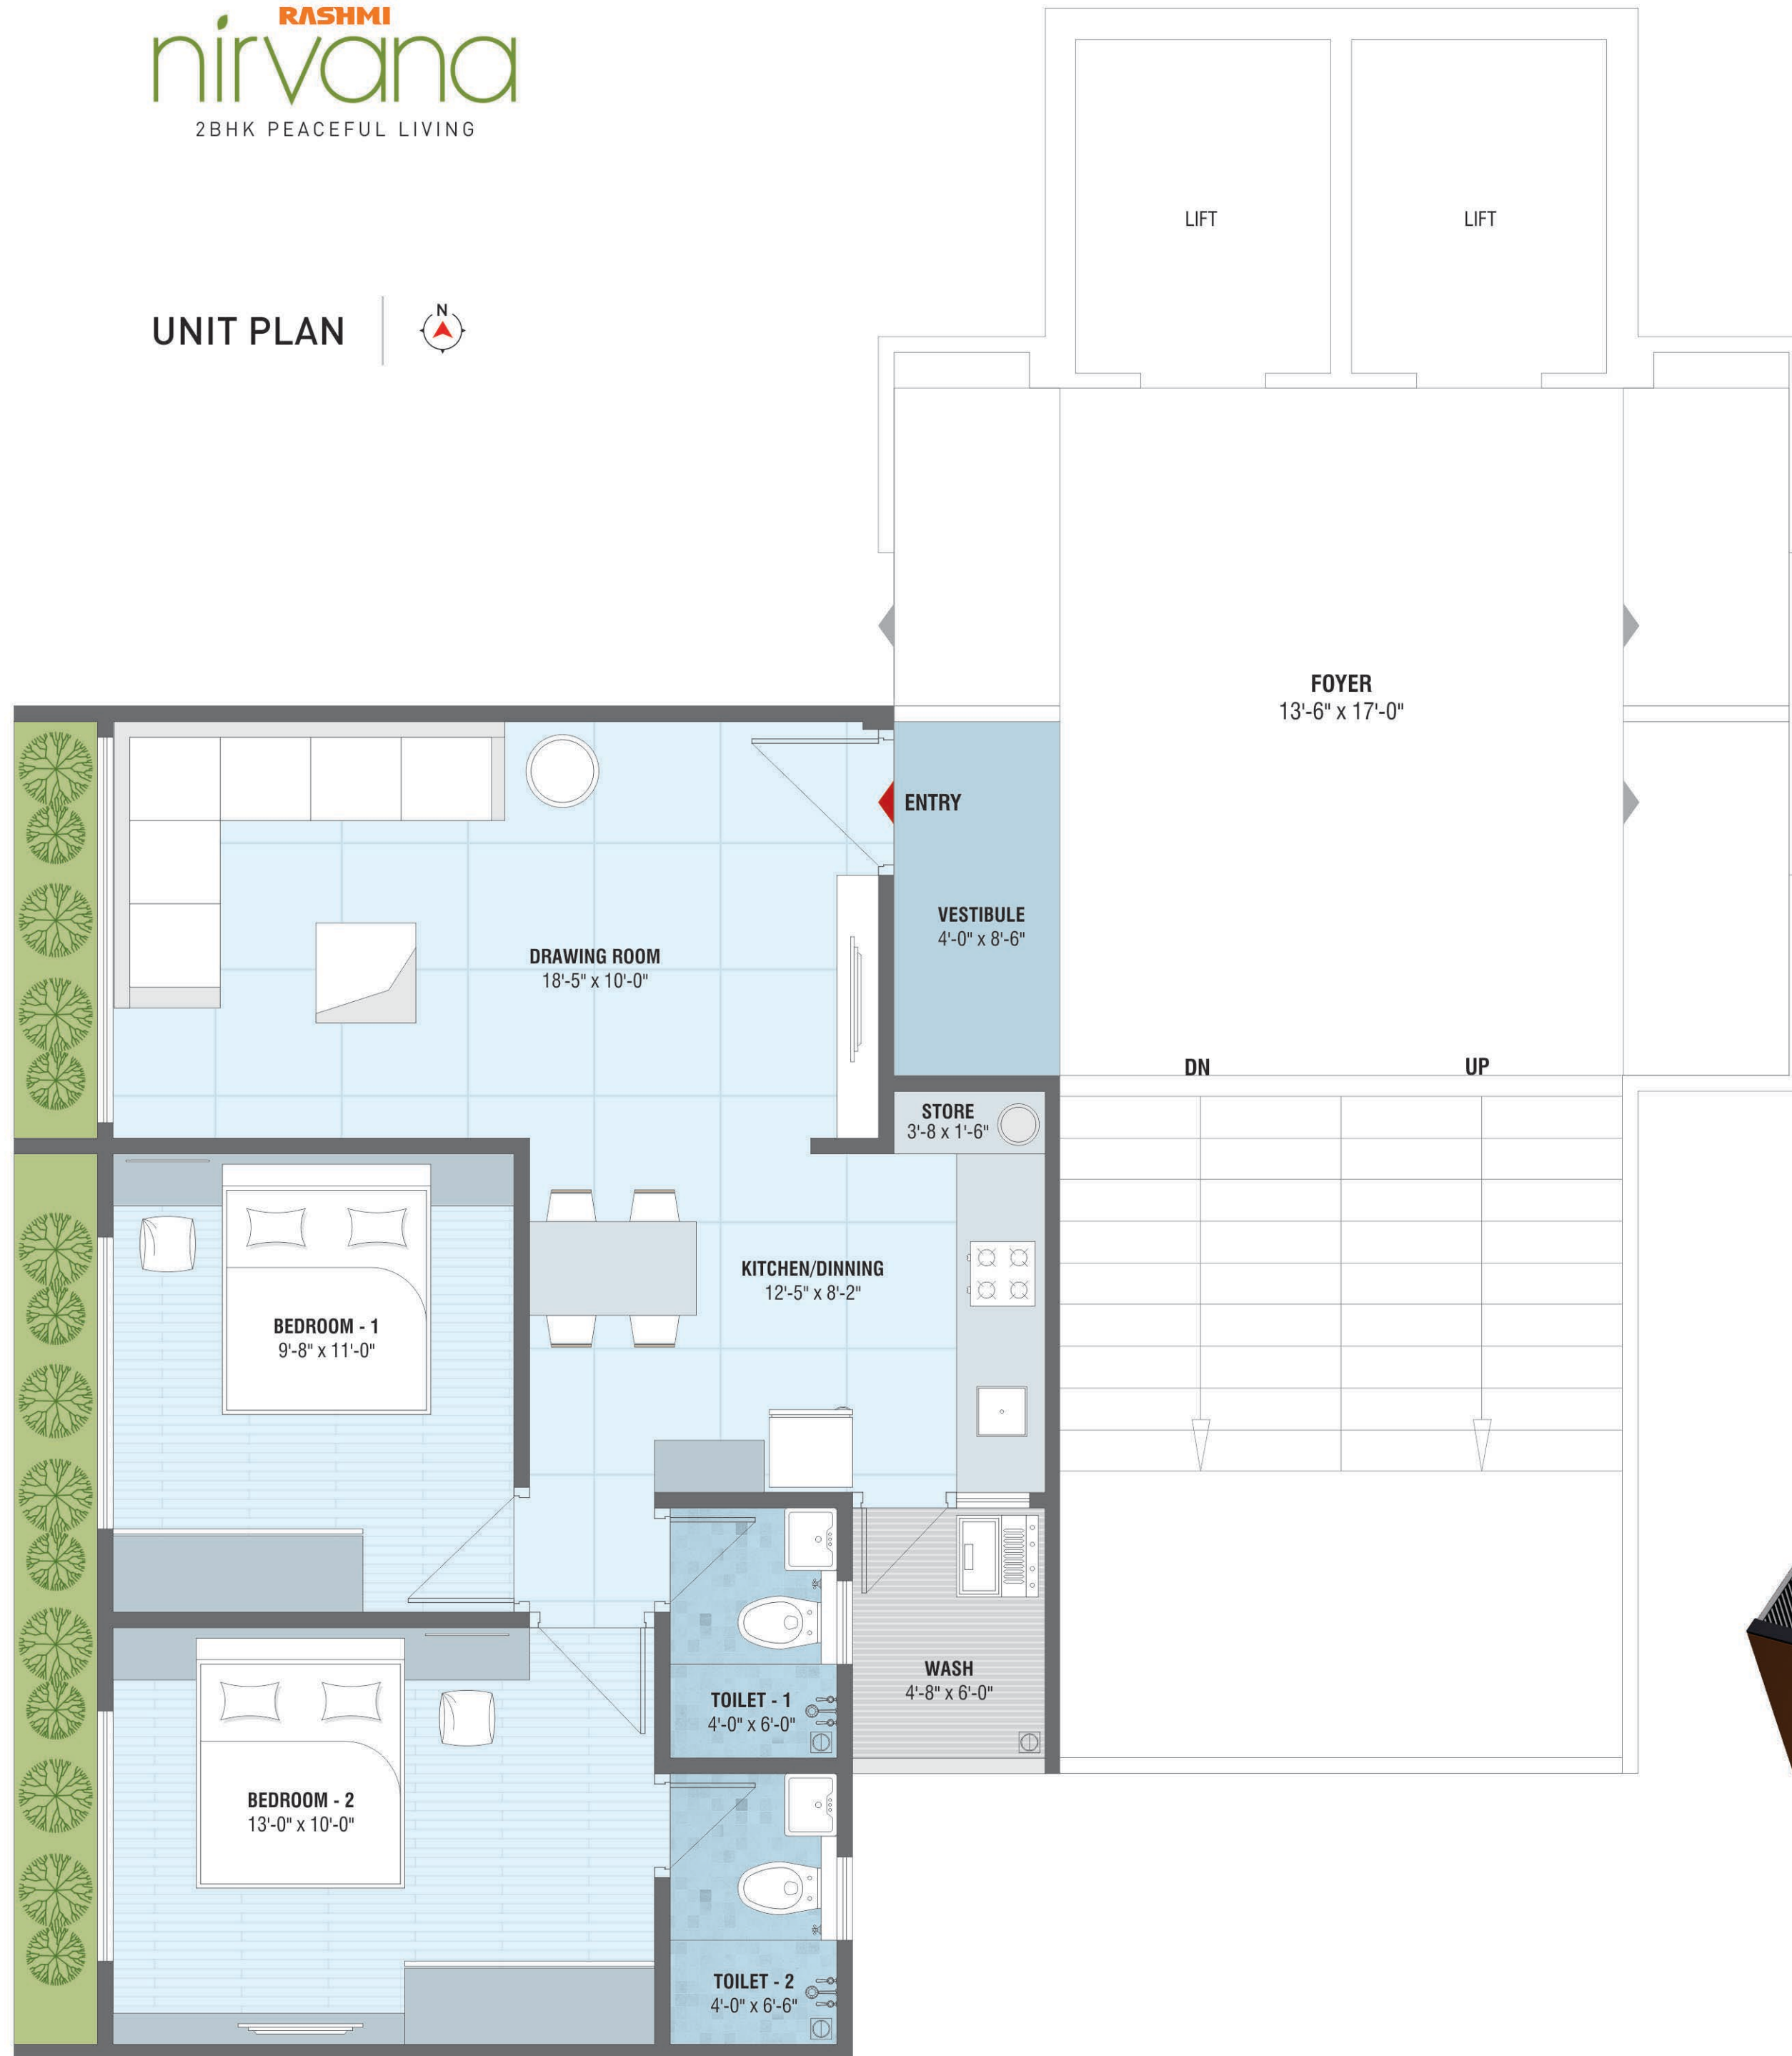 RASHMI
nirvana
2BHK PEACEFUL LIVING
UNIT PLAN
N
LIFT
LIFT
FOYER
13'-6" x 17'-0"
ENTRY
VESTIBULE
4'-0" x 8'-6"
DRAWING ROOM
18'-5" x 10'-0"
DN
UP
STORE
3'-8 x 1'-6"
KITCHEN/DINNING
12'-5" x 8'-2"
BEDROOM - 1
9'-8" x 11'-0"
WASH
4'-8" x 6'-0"
TOILET - 1
4'-0" x 6'-0"
BEDROOM - 2
13'-0" x 10'-0"
TOILET - 2
4'-0" x 6'-6"